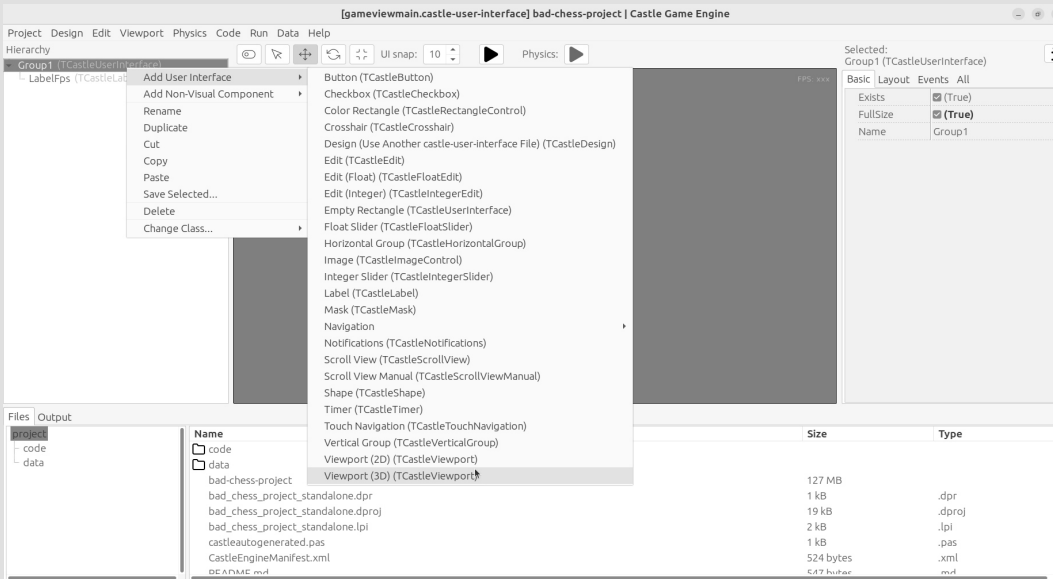 [gameviewmain.castle-user-interface] bad-chess-project | Castle Game Engine
Project Design Edit Viewport Physics Code Run Data Help
Hierarchy
UI snap: 10
Physics:
Group1 (TCastleUserInterface)
LabelFps (TCastleLab
Add User Interface
Add Non-Visual Component
Rename
Duplicate
Cut
Copy
Paste
Save Selected...
Delete
Change Class...
Button (TCastleButton)
Checkbox (TCastleCheckbox)
Color Rectangle (TCastleRectangleControl)
Crosshair (TCastleCrosshair)
Design (Use Another castle-user-interface File) (TCastleDesign)
Edit (TCastleEdit)
Edit (Float) (TCastleFloatEdit)
Edit (Integer) (TCastleIntegerEdit)
Empty Rectangle (TCastleUserInterface)
Float Slider (TCastleFloatSlider)
Horizontal Group (TCastleHorizontalGroup)
Image (TCastleImageControl)
Integer Slider (TCastleIntegerSlider)
Label (TCastleLabel)
Mask (TCastleMask)
Navigation
Notifications (TCastleNotifications)
Scroll View (TCastleScrollView)
Scroll View Manual (TCastleScrollViewManual)
Shape (TCastleShape)
Timer (TCastleTimer)
Touch Navigation (TCastleTouchNavigation)
Vertical Group (TCastleVerticalGroup)
Viewport (2D) (TCastleViewport)
Viewport (3D) (TCastleViewport)
FPS: xxx
Selected:
Group1 (TCastleUserInterface)
Basic Layout Events All
Exists (True)
FullSize (True)
Name Group1
Files Output
project
code
data
Name Size Type
code
data
bad-chess-project 127 MB
bad_chess_project_standalone.dpr 1 kB .dpr
bad_chess_project_standalone.dproj 19 kB .dproj
bad_chess_project_standalone.lpi 2 kB .lpi
castleautogenerated.pas 1 kB .pas
CastleEngineManifest.xml 524 bytes .xml
README.md 547 bytes .md